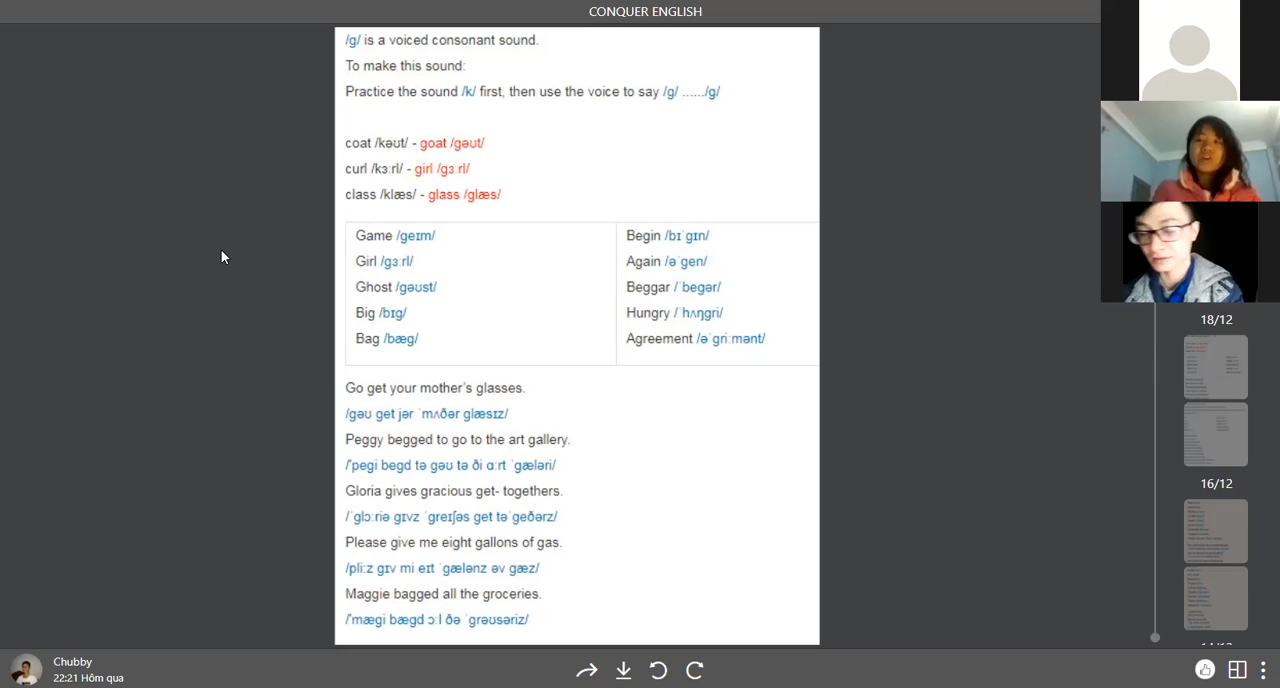 CONQUER ENGLISH
/g/ is a voiced consonant sound.
To make this sound:
Practice the sound /k/ first, then use the voice to say /g/ ....../g/
coat /kəʊt/ - goat /gəʊt/
curl /kɜːrl/ - girl /gɜːrl/
class /klæs/ - glass /glæs/
Game /geɪm/
Girl /gɜːrl/
Ghost /gəʊst/
Big /bɪg/
Bag /bæg/
Begin /bɪˈgɪn/
Again /əˈgen/
Beggar /ˈbegər/
Hungry /ˈhʌŋgri/
Agreement /əˈgriːmənt/
Go get your mother's glasses.
/gəʊ get jər ˈmʌðər glæsɪz/
Peggy begged to go to the art gallery.
/'pegi begd tə gəʊ tə ði ɑːrt ˈgæləri/
Gloria gives gracious get- togethers.
/ˈglɔːriə gɪvz ˈgreɪʃəs get təˈgeðərz/
Please give me eight gallons of gas.
/pliːz gɪv mi eɪt ˈgælənz əv gæz/
Maggie bagged all the groceries.
/'mægi bægd ɔːl ðə ˈgrəʊsəriz/
18/12
16/12
Chubby
22:21 Hôm qua